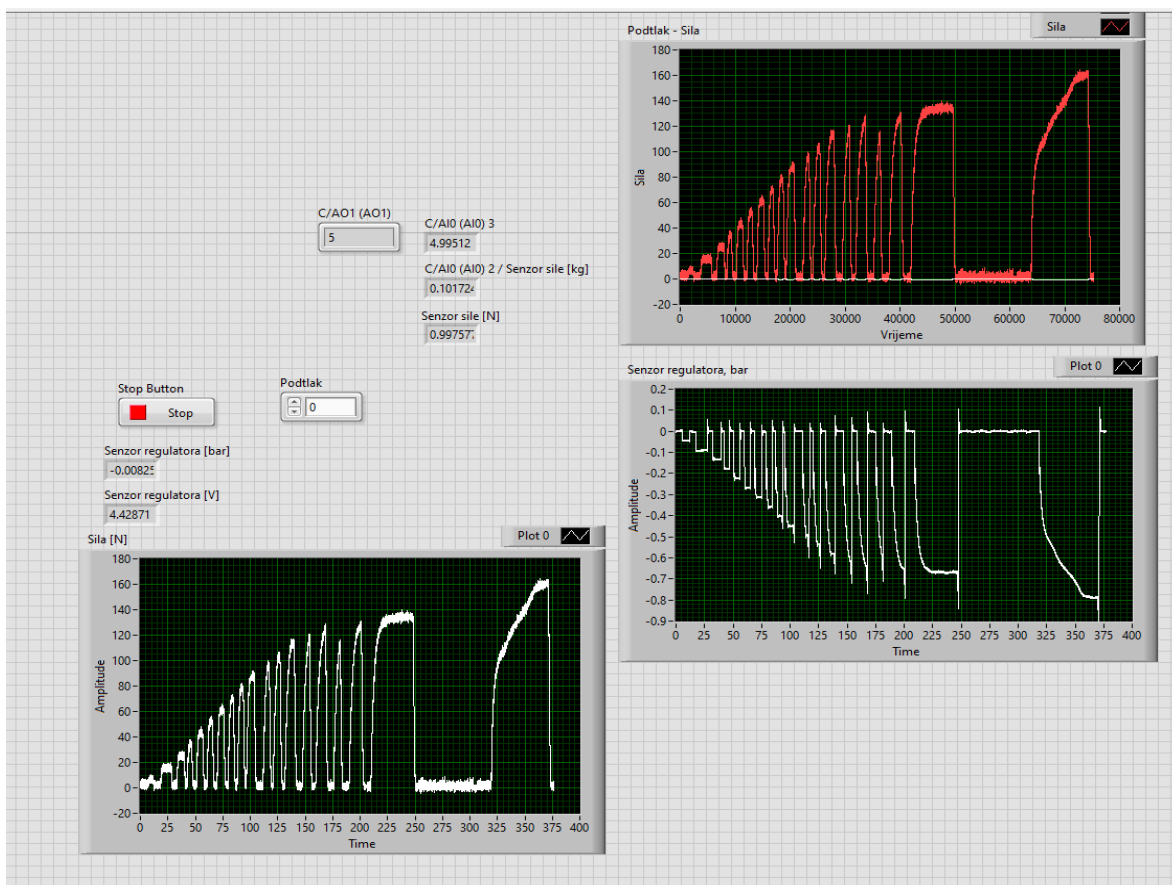 Podtlak - Sila
Sila
180
160
140
120
100
80
60
40
20
0
-20
Sila
0 10000 20000 30000 40000 50000 60000 70000 80000
Vrijeme
C/AO1 (AO1)
5
C/AI0 (AI0) 3
4.99512
C/AI0 (AI0) 2 / Senzor sile [kg]
0.101724
Senzor sile [N]
0.997577
Stop Button
Stop
Podtlak
0
Senzor regulatora [bar]
-0.00825
Senzor regulatora [V]
4.42871
Senzor regulatora, bar
Plot 0
0.2
0.1
0
-0.1
-0.2
-0.3
-0.4
-0.5
-0.6
-0.7
-0.8
-0.9
Amplitude
0 25 50 75 100 125 150 175 200 225 250 275 300 325 350 375 400
Time
Sila [N]
Plot 0
180
160
140
120
100
80
60
40
20
0
-20
Amplitude
0 25 50 75 100 125 150 175 200 225 250 275 300 325 350 375 400
Time